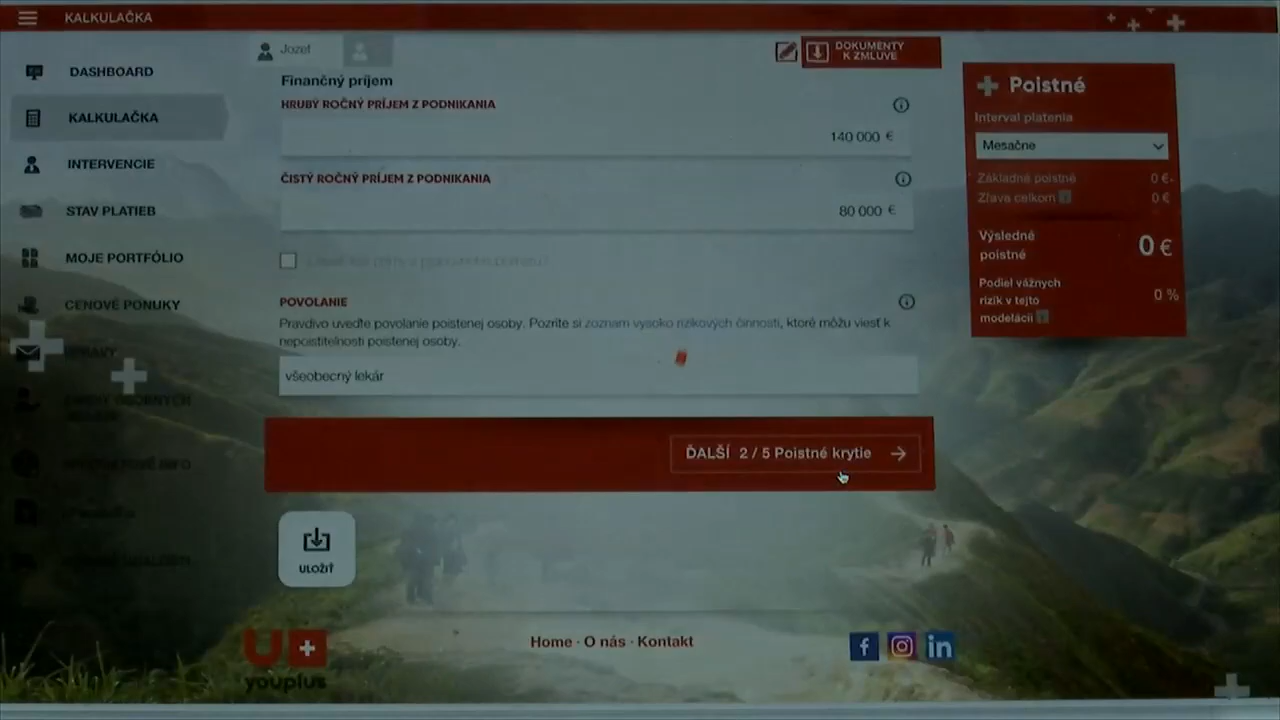 KALKULAČKA
DASHBOARD
KALKULAČKA
INTERVENCIE
STAV PLATIEB
MOJE PORTFÓLIO
CENOVÉ PONUKY
Jozef
DOKUMENTY
K ZMLUVE
Finančný príjem
HRUBÝ ROČNÝ PRÍJEM Z PODNIKANIA
140 000 €
ČISTÝ ROČNÝ PRÍJEM Z PODNIKANIA
80 000 €
POVOLANIE
Pravdivo uveďte povolanie poistenej osoby. Pozrite si zoznam vysoko rizikových činností, ktoré môžu viesť k
nepoistiteľnosti poistenej osoby.
všeobecný lekár
ĎALŠÍ 2 / 5 Poistné krytie
ULOŽIŤ
Poistné
Interval platenia
Mesačne
Základné poistné 0 €
Zľava celkom 0 €
Výsledné
poistné 0 €
Podiel vážnych
rizík v tejto
modelácii 0 %
youplus
Home · O nás · Kontakt